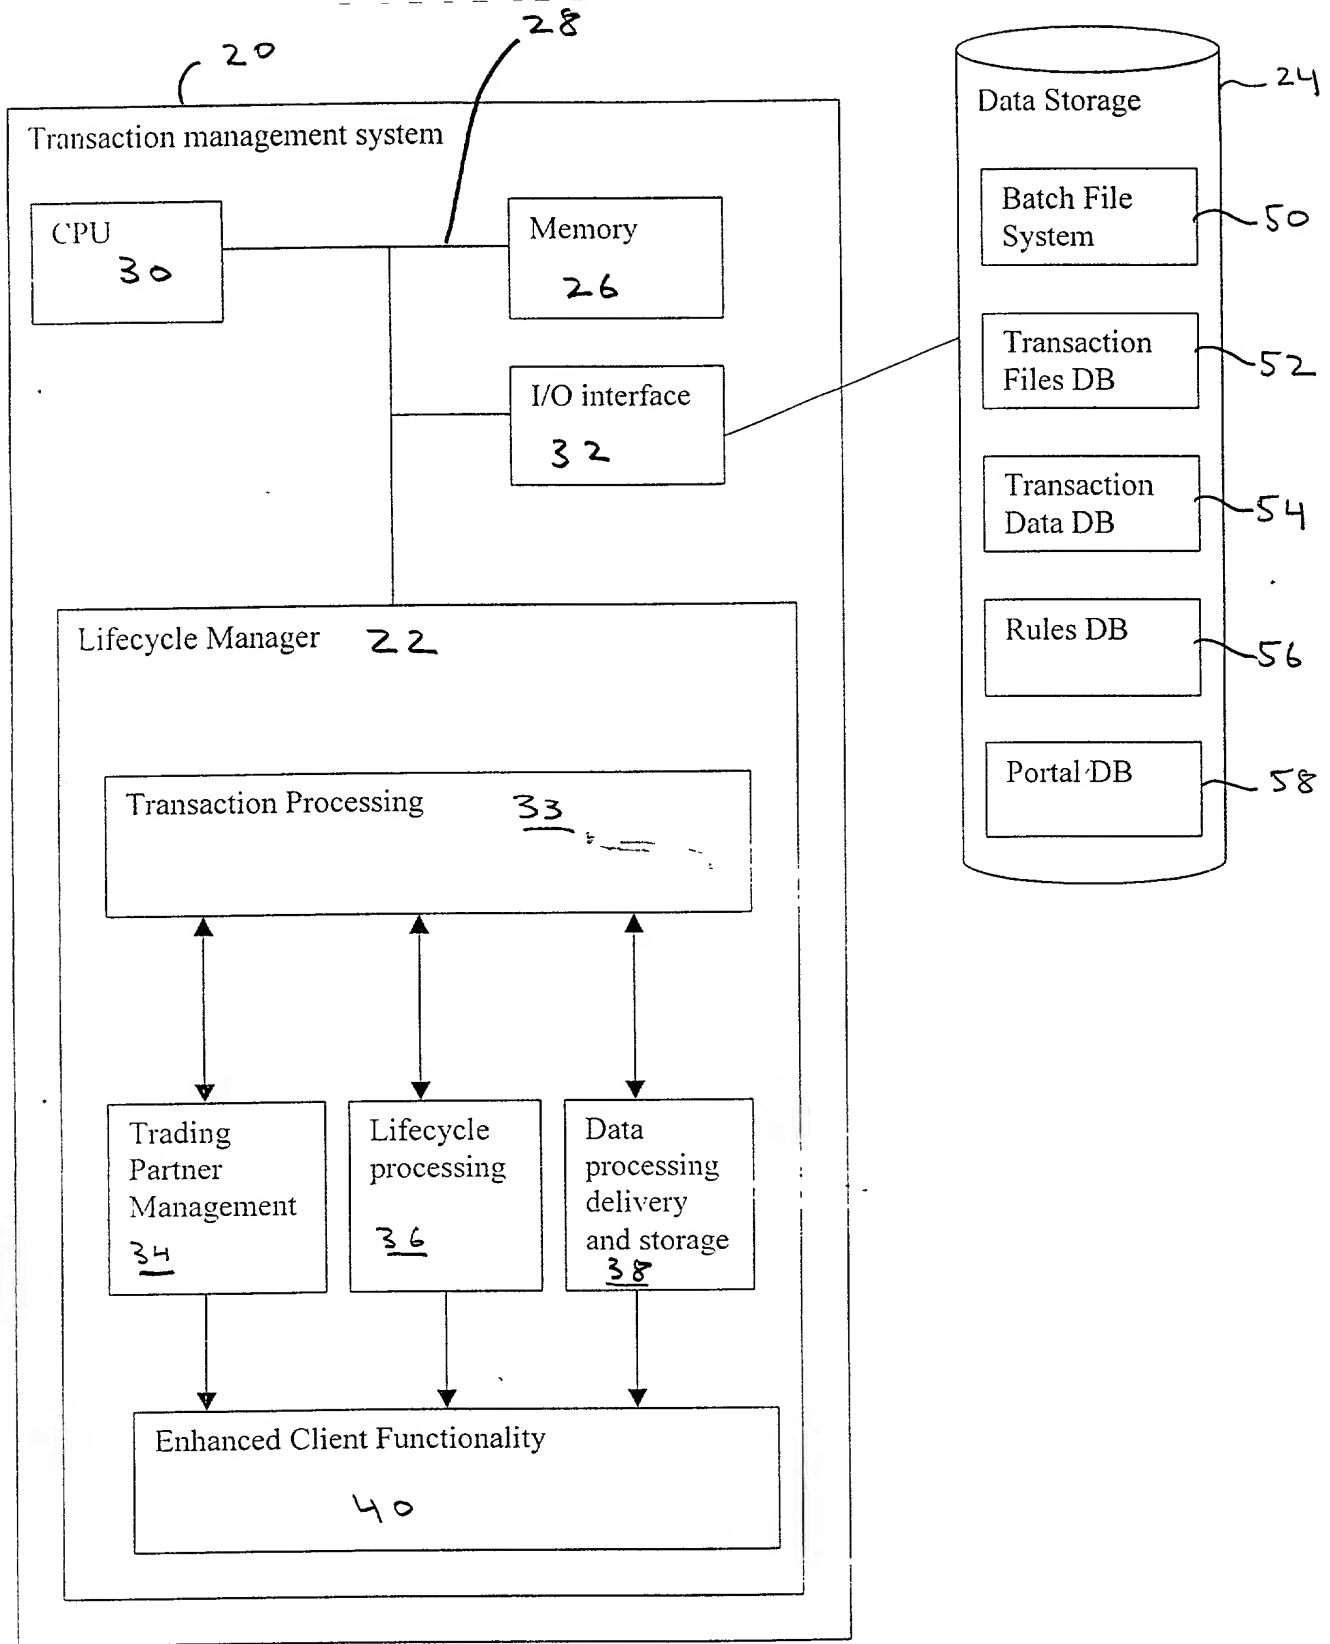 28
20
24
Data Storage
Transaction management system
CPU
30
Memory
26
Batch File
System
50
I/O interface
32
Transaction
Files DB
52
Transaction
Data DB
54
Rules DB
56
Portal DB
58
Lifecycle Manager 22
Transaction Processing 33
Trading
Partner
Management
34
Lifecycle
processing
36
Data
processing
delivery
and storage
38
Enhanced Client Functionality
40